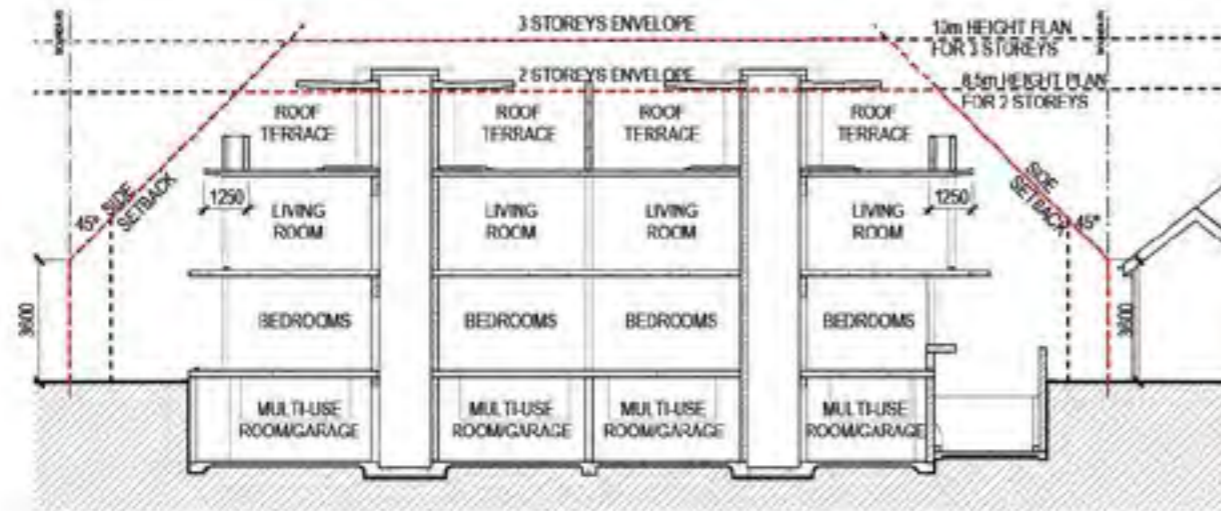 BOUNDARY
3 STOREYS ENVELOPE
10m HEIGHT PLAN
FOR 3 STOREYS
BOUNDARY
2 STOREYS ENVELOPE
8.5m HEIGHT PLAN
FOR 2 STOREYS
ROOF
TERRACE
ROOF
TERRACE
ROOF
TERRACE
ROOF
TERRACE
45° SIDE
SETBACK
1250
LIVING
ROOM
LIVING
ROOM
LIVING
ROOM
LIVING
ROOM
1250
SIDE
SETBACK 45°
3600
BEDROOMS
BEDROOMS
BEDROOMS
BEDROOMS
3600
MULTI-USE
ROOM/GARAGE
MULTI-USE
ROOM/GARAGE
MULTI-USE
ROOM/GARAGE
MULTI-USE
ROOM/GARAGE